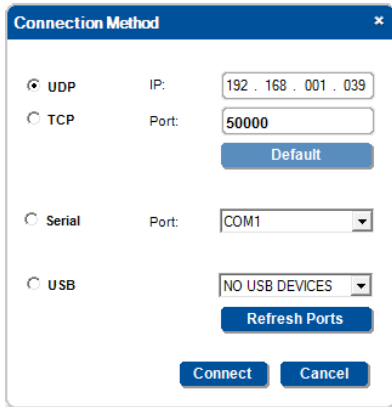 Connection Method ×
UDP IP: 192 . 168 . 001 . 039
TCP Port: 50000
Default
Serial Port: COM1
USB NO USB DEVICES
Refresh Ports
Connect Cancel